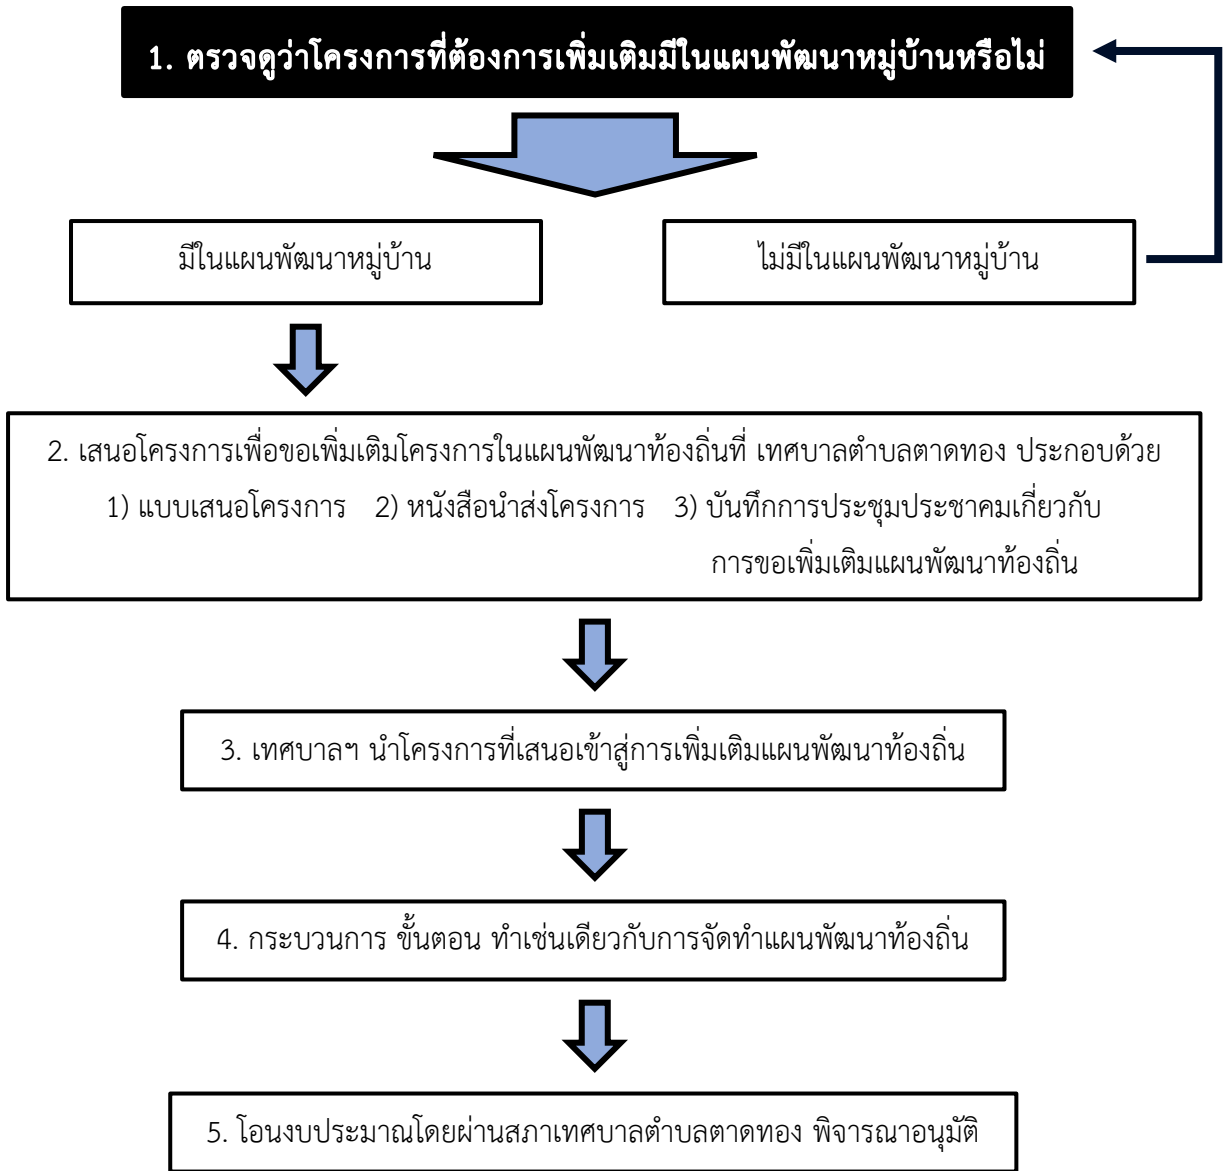 1. ตรวจดูว่าโครงการที่ต้องการเพิ่มเติมมีในแผนพัฒนาหมู่บ้านหรือไม่
มีในแผนพัฒนาหมู่บ้าน
ไม่มีในแผนพัฒนาหมู่บ้าน
2. เสนอโครงการเพื่อขอเพิ่มเติมโครงการในแผนพัฒนาท้องถิ่นที่ เทศบาลตำบลตาดทอง ประกอบด้วย
1) แบบเสนอโครงการ 2) หนังสือนำส่งโครงการ 3) บันทึกการประชุมประชาคมเกี่ยวกับ
การขอเพิ่มเติมแผนพัฒนาท้องถิ่น
3. เทศบาลฯ นำโครงการที่เสนอเข้าสู่การเพิ่มเติมแผนพัฒนาท้องถิ่น
4. กระบวนการ ขั้นตอน ทำเช่นเดียวกับการจัดทำแผนพัฒนาท้องถิ่น
5. โอนงบประมาณโดยผ่านสภาเทศบาลตำบลตาดทอง พิจารณาอนุมัติ